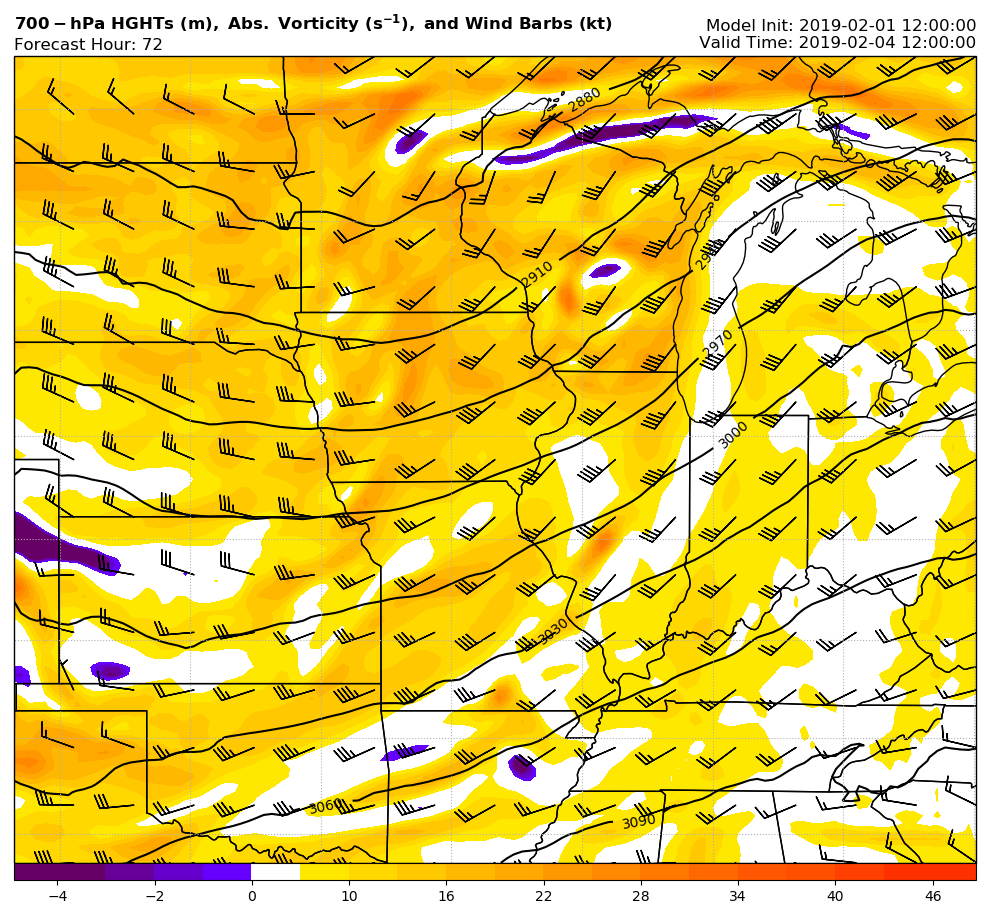 700 − hPa HGHTs (m), Abs. Vorticity (s⁻¹), and Wind Barbs (kt)
Model Init: 2019-02-01 12:00:00
Forecast Hour: 72
Valid Time: 2019-02-04 12:00:00
2880
2910
2970
3000
3030
3060
3090
−4 −2 0 10 16 22 28 34 40 46